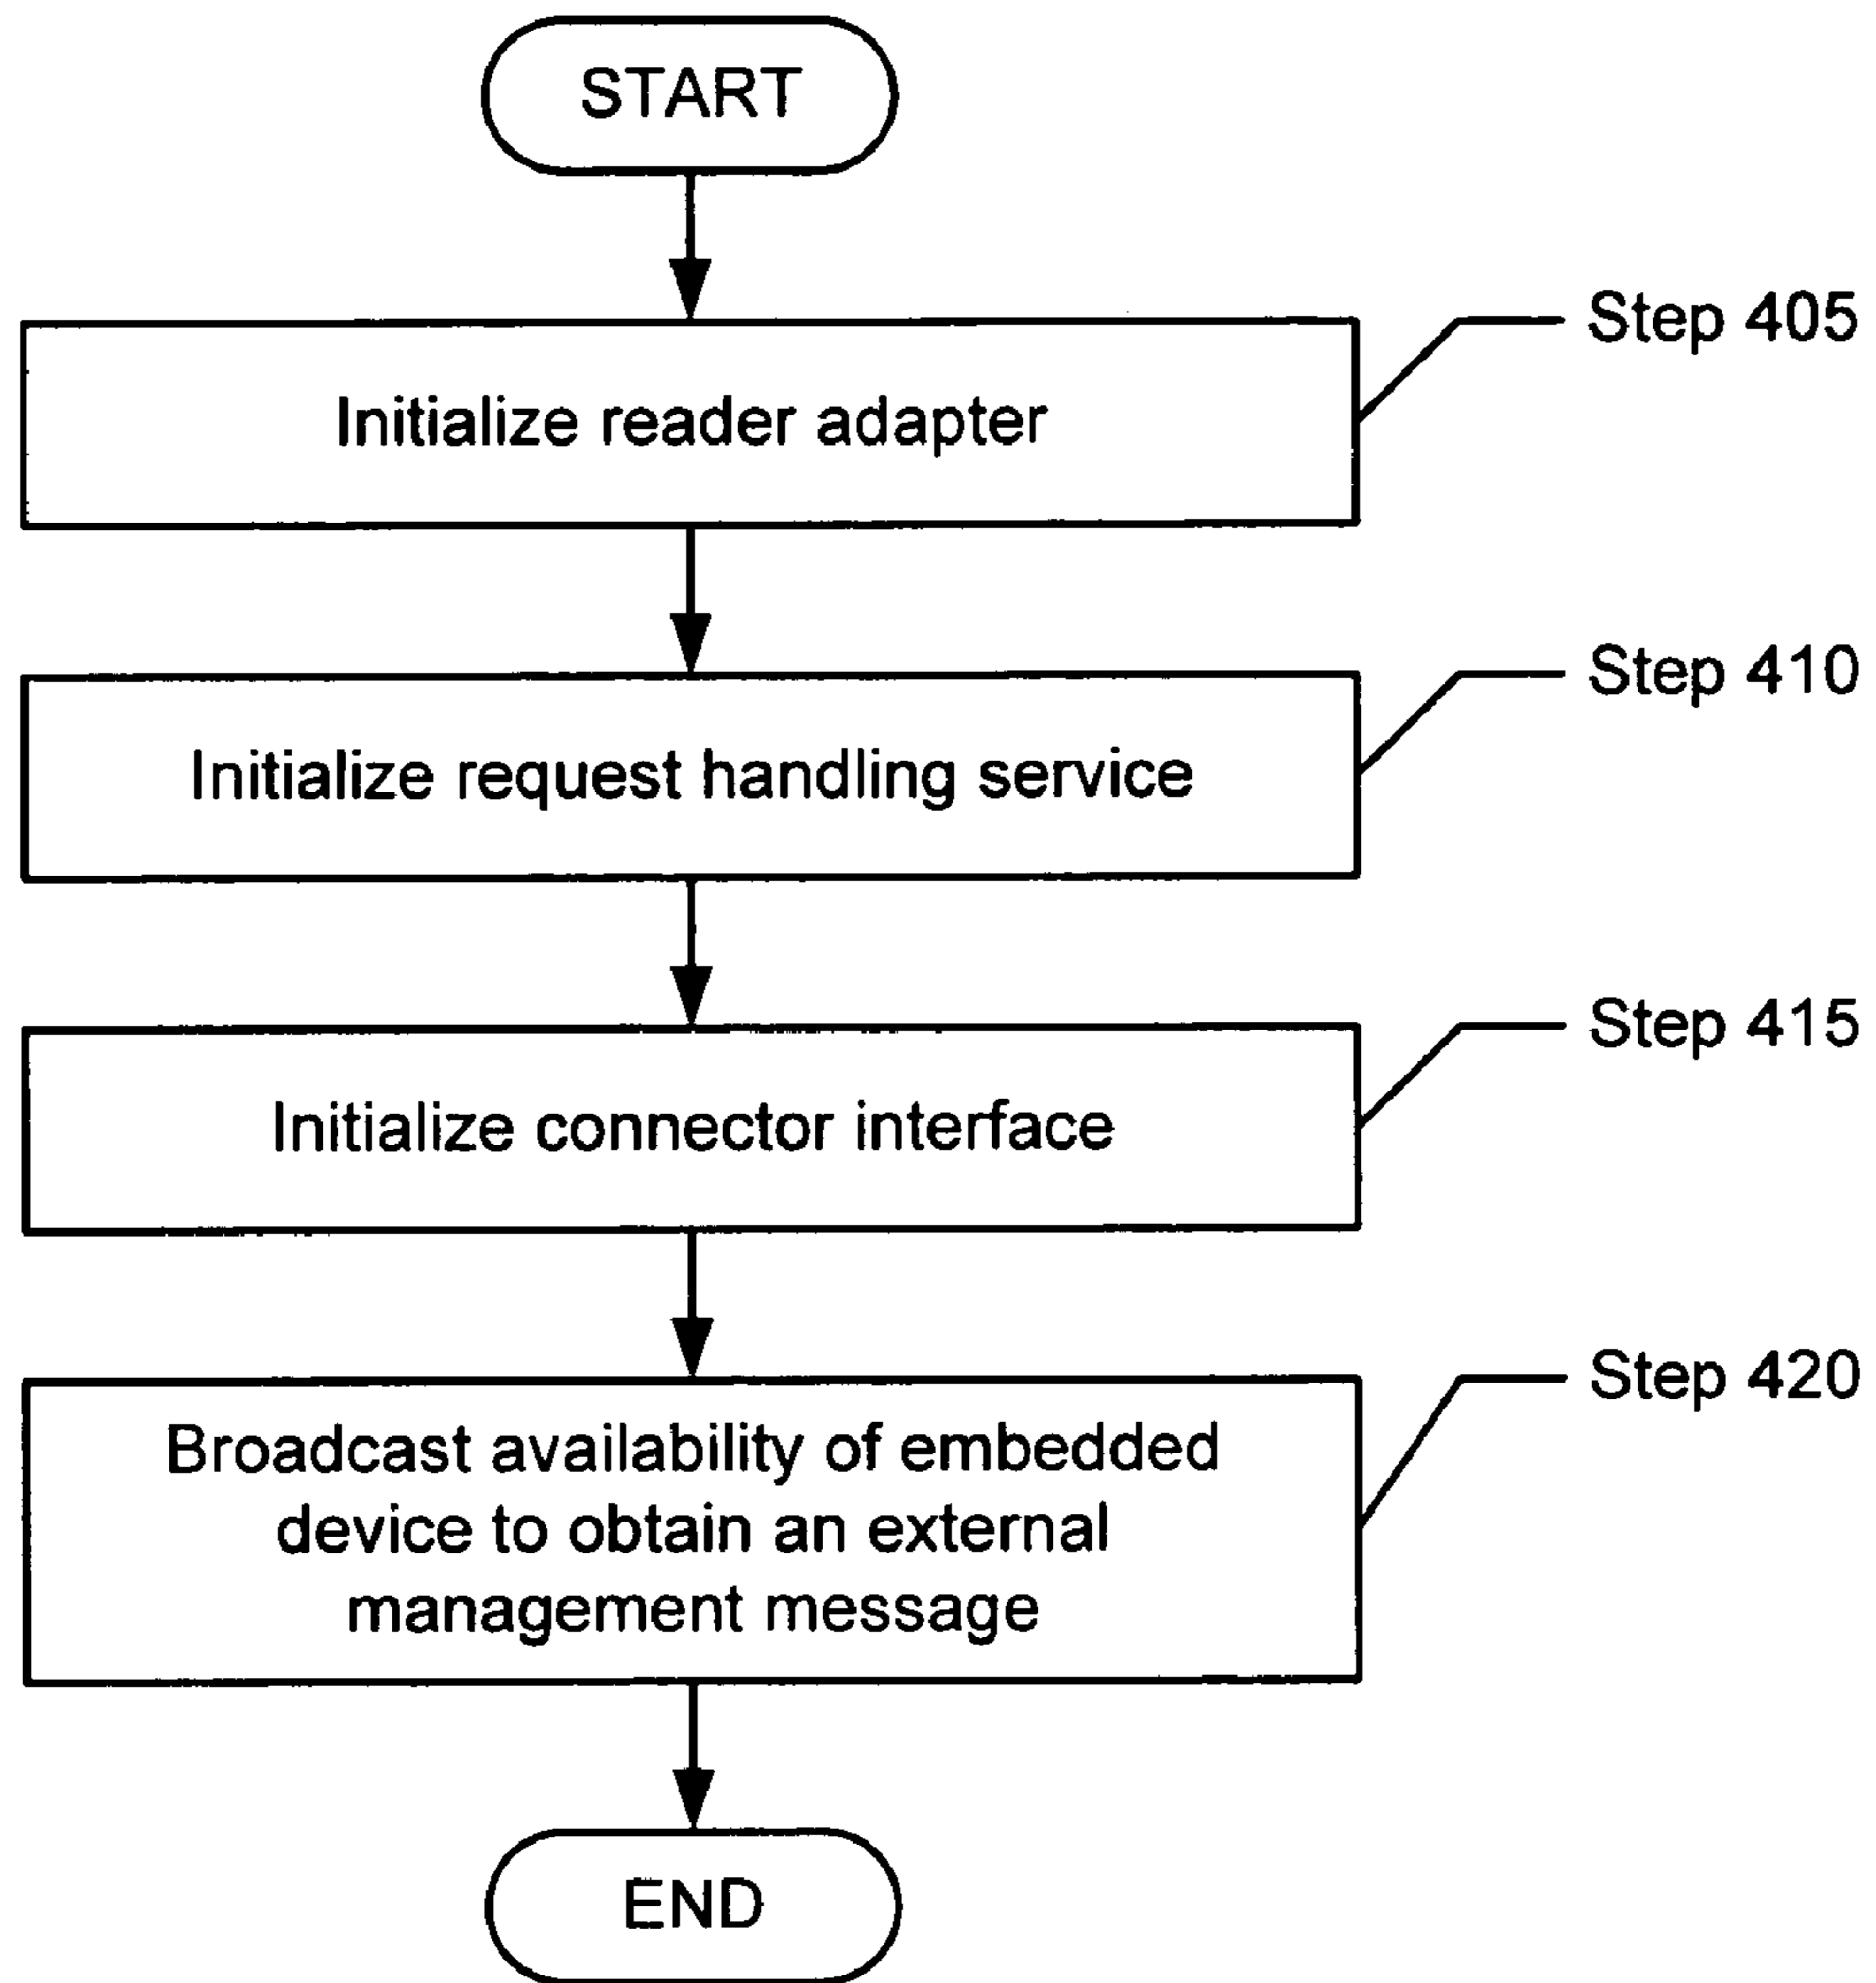 START
Step 405
Initialize reader adapter
Step 410
Initialize request handling service
Step 415
Initialize connector interface
Step 420
Broadcast availability of embedded
device to obtain an external
management message
END